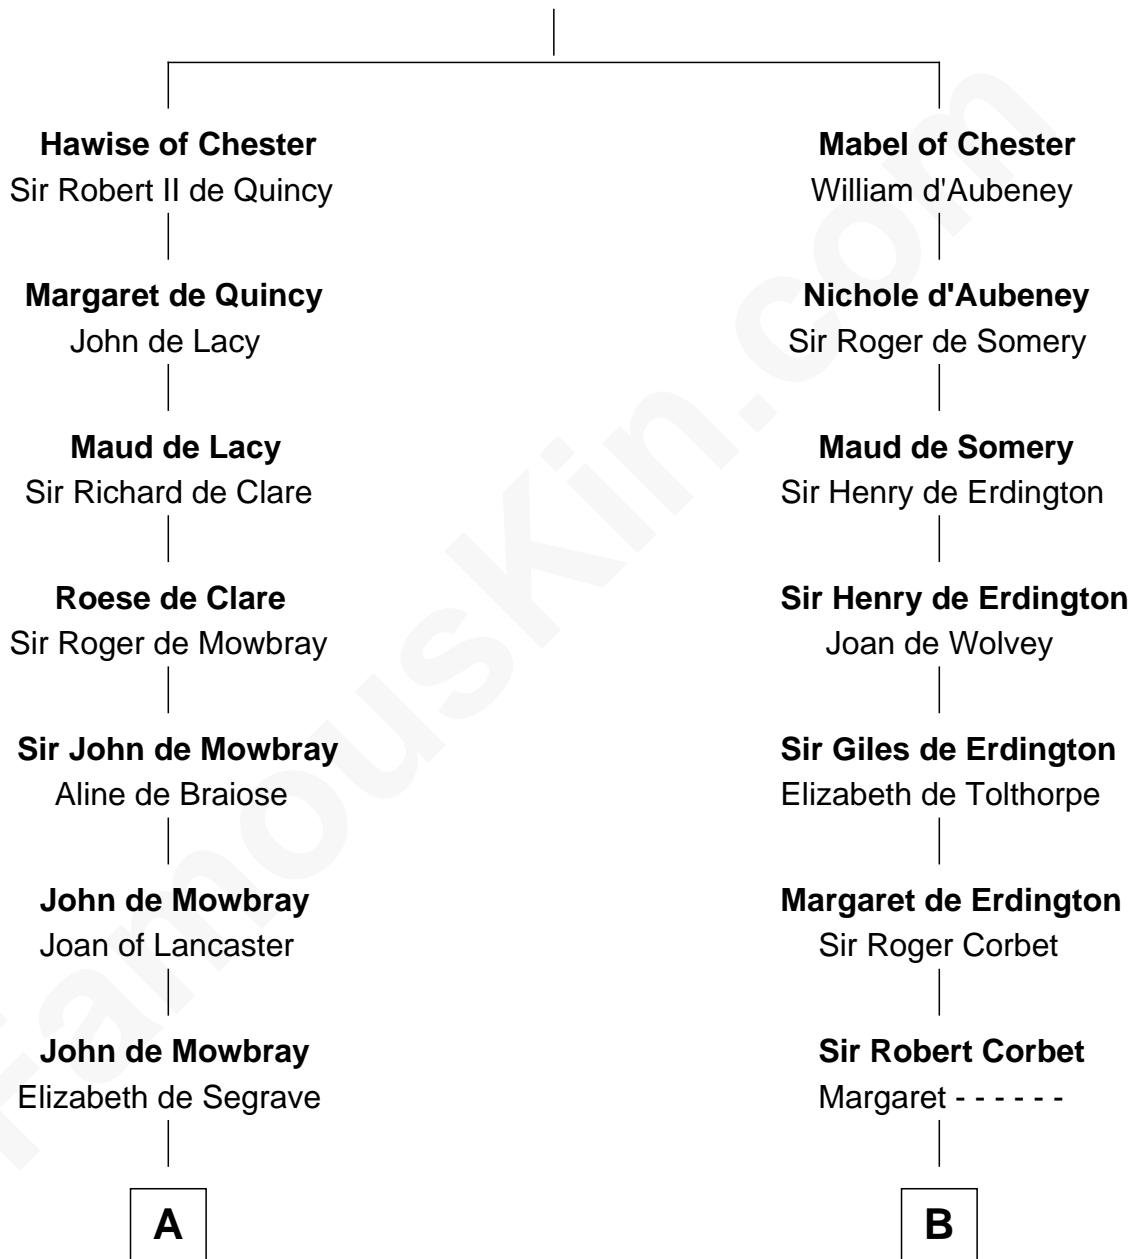 Hawise of Chester
Sir Robert II de Quincy
Margaret de Quincy
John de Lacy
Maud de Lacy
Sir Richard de Clare
Roese de Clare
Sir Roger de Mowbray
Sir John de Mowbray
Aline de Braiose
John de Mowbray
Joan of Lancaster
John de Mowbray
Elizabeth de Segrave
A
Mabel of Chester
William d'Aubeney
Nichole d'Aubeney
Sir Roger de Somery
Maud de Somery
Sir Henry de Erdington
Sir Henry de Erdington
Joan de Wolvey
Sir Giles de Erdington
Elizabeth de Tolthorpe
Margaret de Erdington
Sir Roger Corbet
Sir Robert Corbet
Margaret - - - - - -
B
FamousKin.com